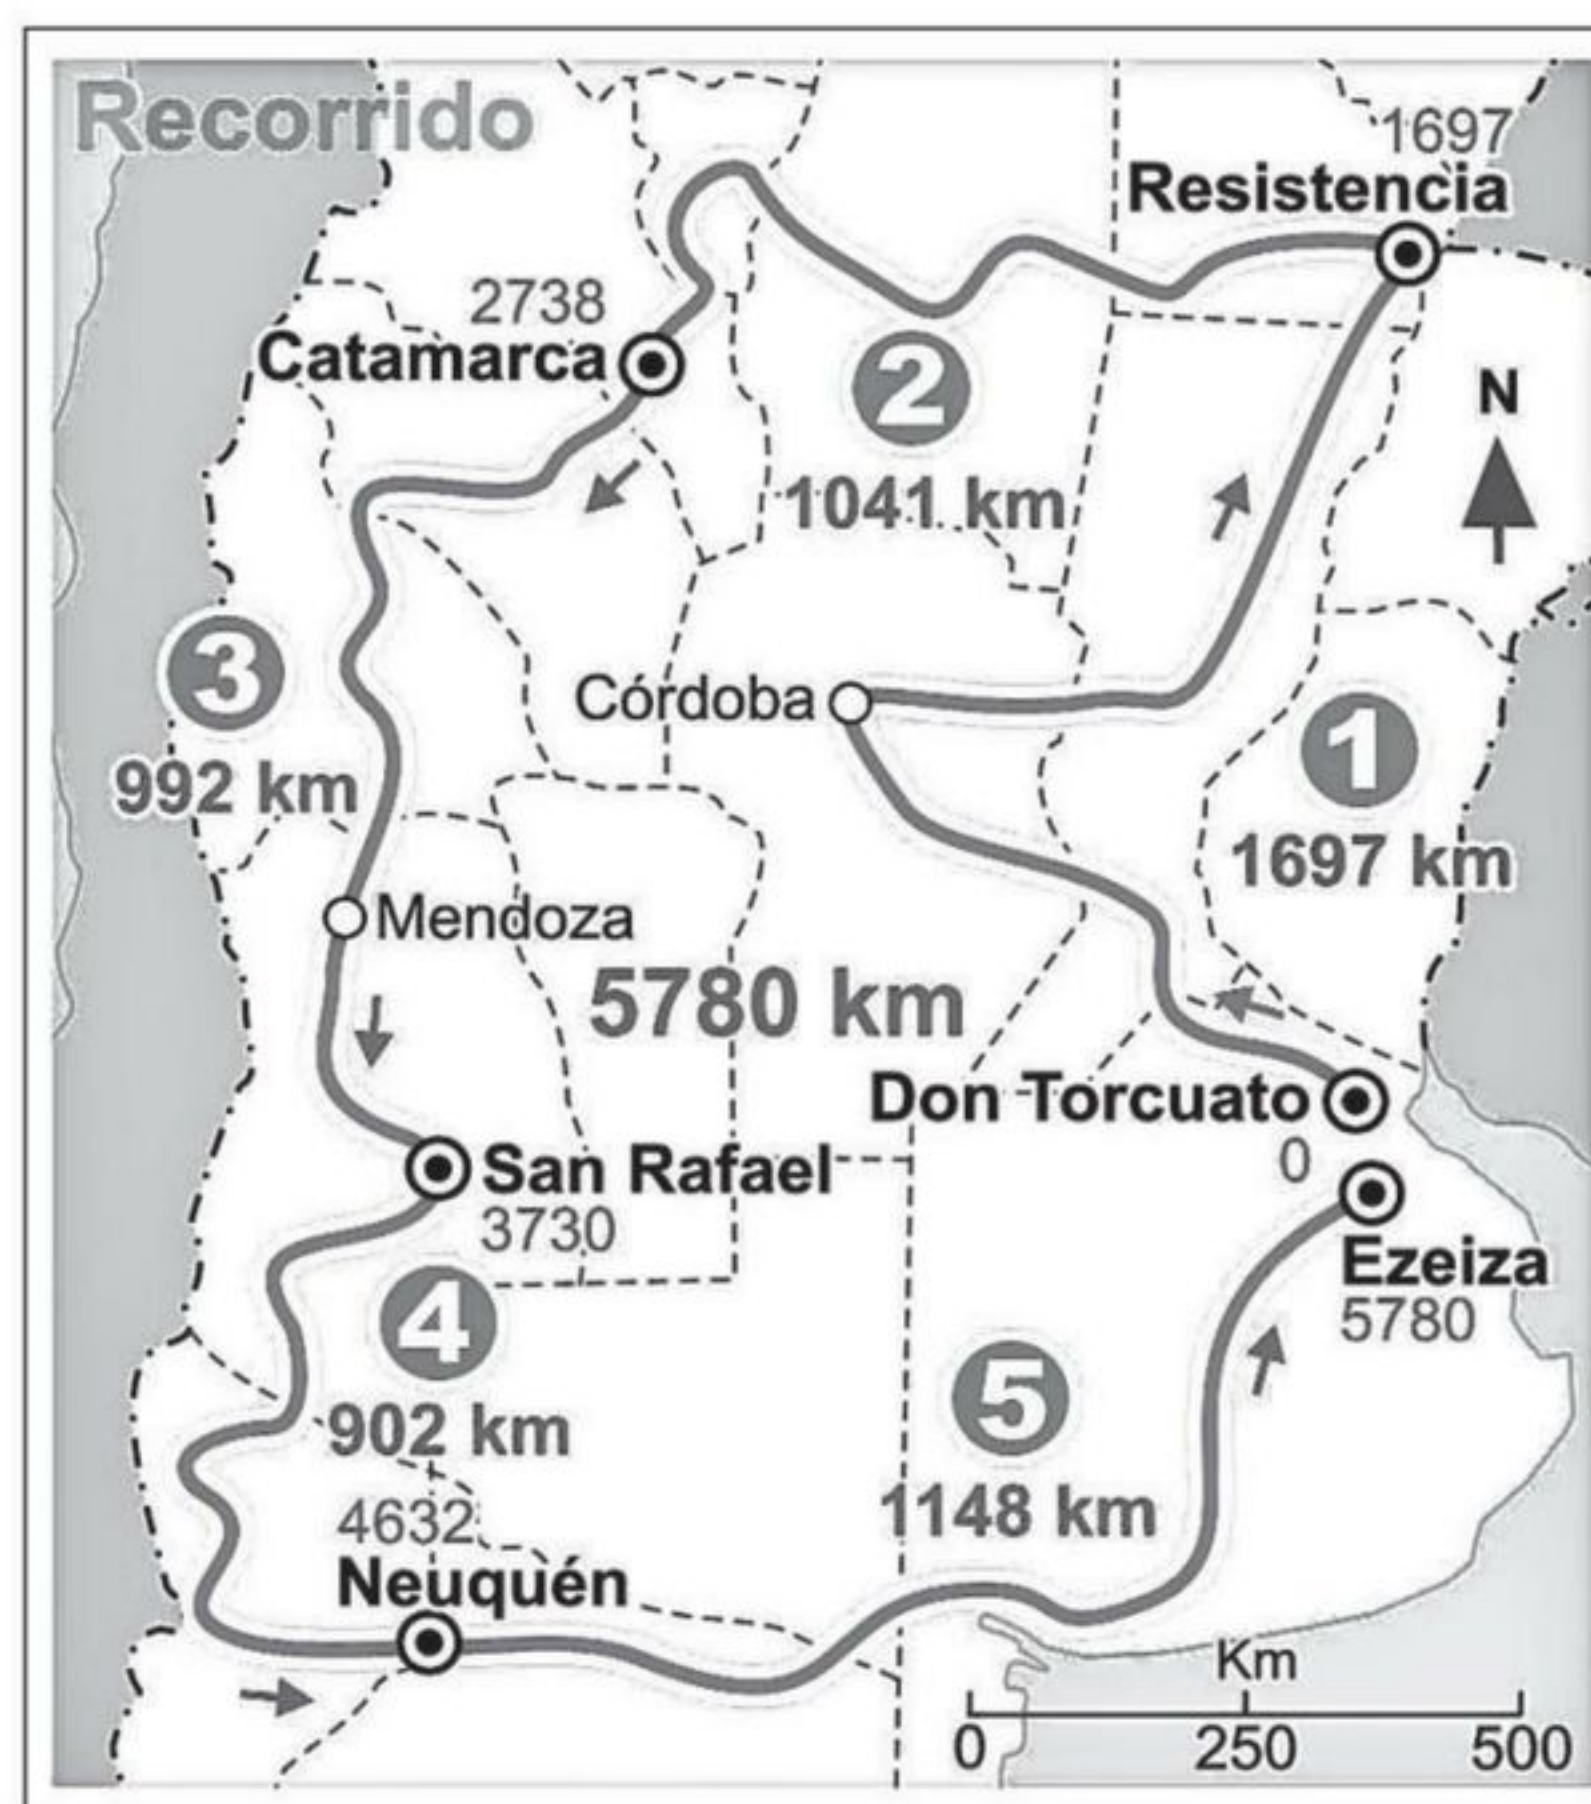 Recorrido
1697
Resistencia
2738
Catamarca
2
1041 km
N
3
992 km
Córdoba
1
1697 km
Mendoza
5780 km
Don Torcuato
0
San Rafael
3730
Ezeiza
5780
4
902 km
5
1148 km
4632
Neuquén
Km
0 250 500